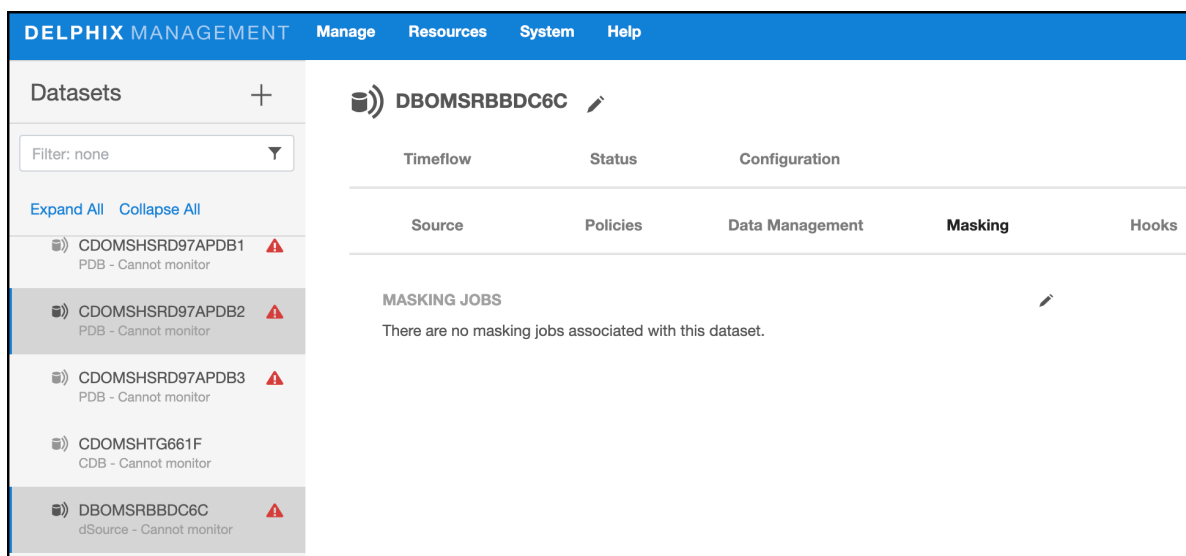 DELPHIX MANAGEMENT Manage Resources System Help
Datasets
Filter: none
Expand All Collapse All
CDOMSHSRD97APDB1
PDB - Cannot monitor
CDOMSHSRD97APDB2
PDB - Cannot monitor
CDOMSHSRD97APDB3
PDB - Cannot monitor
CDOMSHTG661F
CDB - Cannot monitor
DBOMSRBBDC6C
dSource - Cannot monitor
DBOMSRBBDC6C
Timeflow Status Configuration
Source Policies Data Management Masking Hooks
MASKING JOBS
There are no masking jobs associated with this dataset.